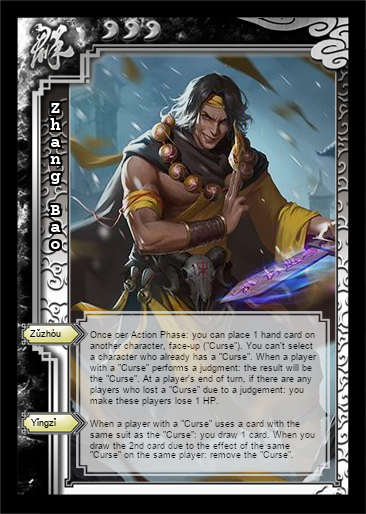 群
Zhang Bao
Zǔzhòu
Once per Action Phase: you can place 1 hand card on
another character, face-up ("Curse"). You can't select
a character who already has a "Curse". When a player
with a "Curse" performs a judgment: the result will be
the "Curse". At a player's end of turn, if there are any
players who lost a "Curse" due to a judgement: you
make these players lose 1 HP.
Yīngzǐ
When a player with a "Curse" uses a card with the
same suit as the "Curse": you draw 1 card. When you
draw the 2nd card due to the effect of the same
"Curse" on the same player: remove the "Curse".